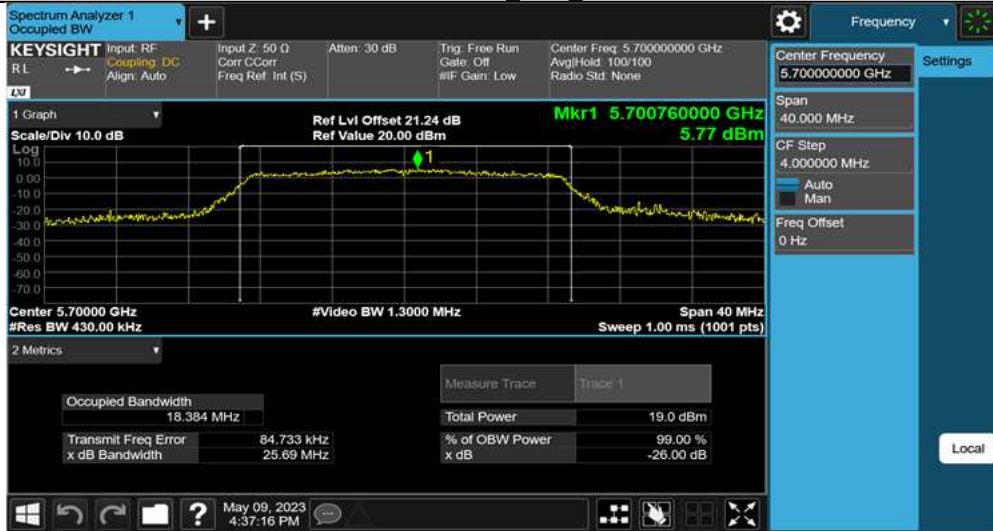 Spectrum Analyzer 1
Occupied BW
Frequency
KEYSIGHT
R L
LXI
Input: RF
Coupling: DC
Align: Auto
Input Z: 50 Ω
Corr CCorr
Freq Ref: Int (S)
Atten: 30 dB
Trig: Free Run
Gate: Off
#IF Gain: Low
Center Freq: 5.700000000 GHz
Avg|Hold: 100/100
Radio Std: None
Center Frequency
5.700000000 GHz
Settings
Span
40.000 MHz
CF Step
4.000000 MHz
Auto
Man
Freq Offset
0 Hz
Local
1 Graph
Scale/Div 10.0 dB
Ref Lvl Offset 21.24 dB
Ref Value 20.00 dBm
Mkr1 5.700760000 GHz
5.77 dBm
Log
10.0
0.00
-10.0
-20.0
-30.0
-40.0
-50.0
-60.0
-70.0
1
Center 5.70000 GHz
#Res BW 430.00 kHz
#Video BW 1.3000 MHz
Span 40 MHz
Sweep 1.00 ms (1001 pts)
2 Metrics
Measure Trace
Trace 1
Occupied Bandwidth
18.384 MHz
Total Power
19.0 dBm
Transmit Freq Error
84.733 kHz
% of OBW Power
99.00 %
x dB Bandwidth
25.69 MHz
x dB
-26.00 dB
?
May 09, 2023
4:37:16 PM